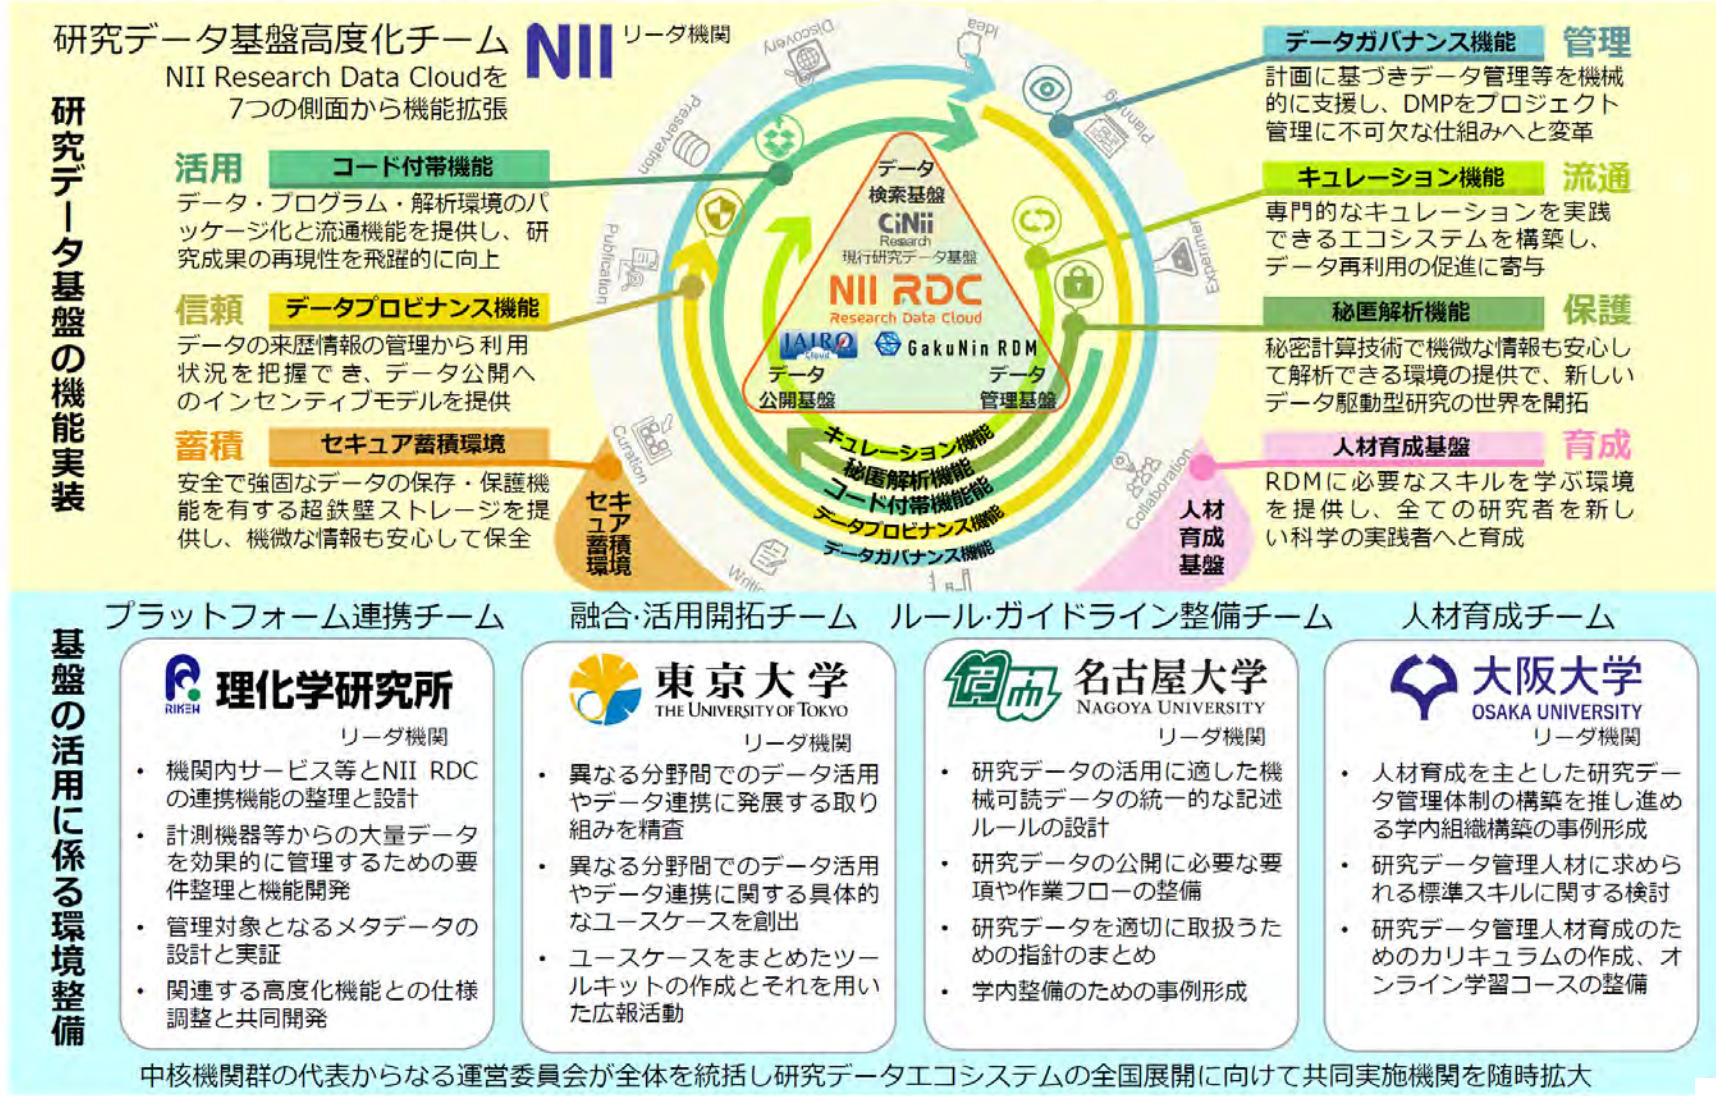 研究データ基盤の機能実装
研究データ基盤高度化チーム
NII
リーダ機関
NII Research Data Cloudを
7つの側面から機能拡張
活用
コード付帯機能
データ・プログラム・解析環境のパ
ッケージ化と流通機能を提供し、研
究成果の再現性を飛躍的に向上
信頼
データプロビナンス機能
データの来歴情報の管理から利用
状況を把握でき、データ公開へ
のインセンティブモデルを提供
蓄積
セキュア蓄積環境
安全で強固なデータの保存・保護機
能を有する超鉄壁ストレージを提
供し、機微な情報も安心して保全
Discovery
Idea
Preservation
Planning
Publication
Experiment
Curation
Collaboration
データ
検索基盤
CiNii
Research
現行研究データ基盤
NII RDC
Research Data Cloud
JAIRO
Cloud
GakuNin RDM
データ
公開基盤
データ
管理基盤
キュレーション機能
秘匿解析機能
コード付帯機能
データプロビナンス機能
データガバナンス機能
セキュア蓄積環境
人材
育成
基盤
データガバナンス機能
管理
計画に基づきデータ管理等を機械
的に支援し、DMPをプロジェクト
管理に不可欠な仕組みへと変革
キュレーション機能
流通
専門的なキュレーションを実践
できるエコシステムを構築し、
データ再利用の促進に寄与
秘匿解析機能
保護
秘密計算技術で機微な情報も安心し
て解析できる環境の提供で、新しい
データ駆動型研究の世界を開拓
人材育成基盤
育成
RDMに必要なスキルを学ぶ環境
を提供し、全ての研究者を新し
い科学の実践者へと育成
基盤の活用に係る環境整備
プラットフォーム連携チーム
RIKEN
理化学研究所
リーダ機関
• 機関内サービス等とNII RDC
の連携機能の整理と設計
• 計測機器等からの大量データ
を効果的に管理するための要
件整理と機能開発
• 管理対象となるメタデータの
設計と実証
• 関連する高度化機能との仕様
調整と共同開発
融合・活用開拓チーム
東京大学
THE UNIVERSITY OF TOKYO
リーダ機関
• 異なる分野間でのデータ活用
やデータ連携に発展する取り
組みを精査
• 異なる分野間でのデータ活用
やデータ連携に関する具体的
なユースケースを創出
• ユースケースをまとめたツー
ルキットの作成とそれを用い
た広報活動
ルール・ガイドライン整備チーム
名古屋大学
NAGOYA UNIVERSITY
リーダ機関
• 研究データの活用に適した機
械可読データの統一的な記述
ルールの設計
• 研究データの公開に必要な要
項や作業フローの整備
• 研究データを適切に取扱うた
めの指針のまとめ
• 学内整備のための事例形成
人材育成チーム
大阪大学
OSAKA UNIVERSITY
リーダ機関
• 人材育成を主とした研究デー
タ管理体制の構築を推し進め
る学内組織構築の事例形成
• 研究データ管理人材に求めら
れる標準スキルに関する検討
• 研究データ管理人材育成のた
めのカリキュラムの作成、オ
ンライン学習コースの整備
中核機関群の代表からなる運営委員会が全体を統括し研究データエコシステムの全国展開に向けて共同実施機関を随時拡大